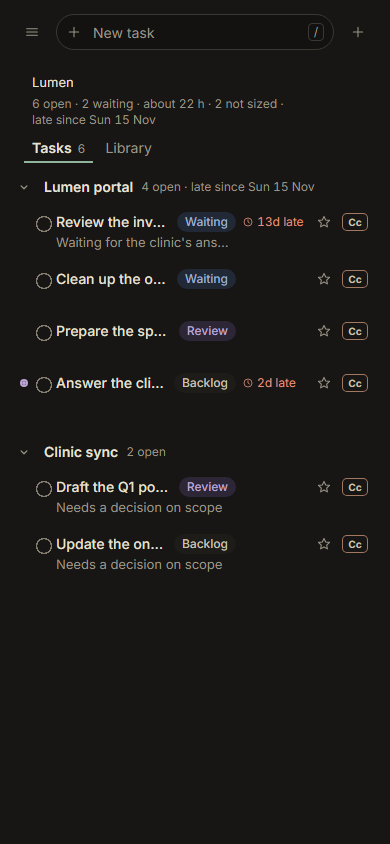 New task /
Lumen
6 open · 2 waiting · about 22 h · 2 not sized ·
late since Sun 15 Nov
Tasks 6 Library
Lumen portal 4 open · late since Sun 15 Nov
Review the inv... Waiting 13d late Cc
Waiting for the clinic's ans...
Clean up the o... Waiting Cc
Prepare the sp... Review Cc
Answer the cli... Backlog 2d late Cc
Clinic sync 2 open
Draft the Q1 po... Review Cc
Needs a decision on scope
Update the on... Backlog Cc
Needs a decision on scope